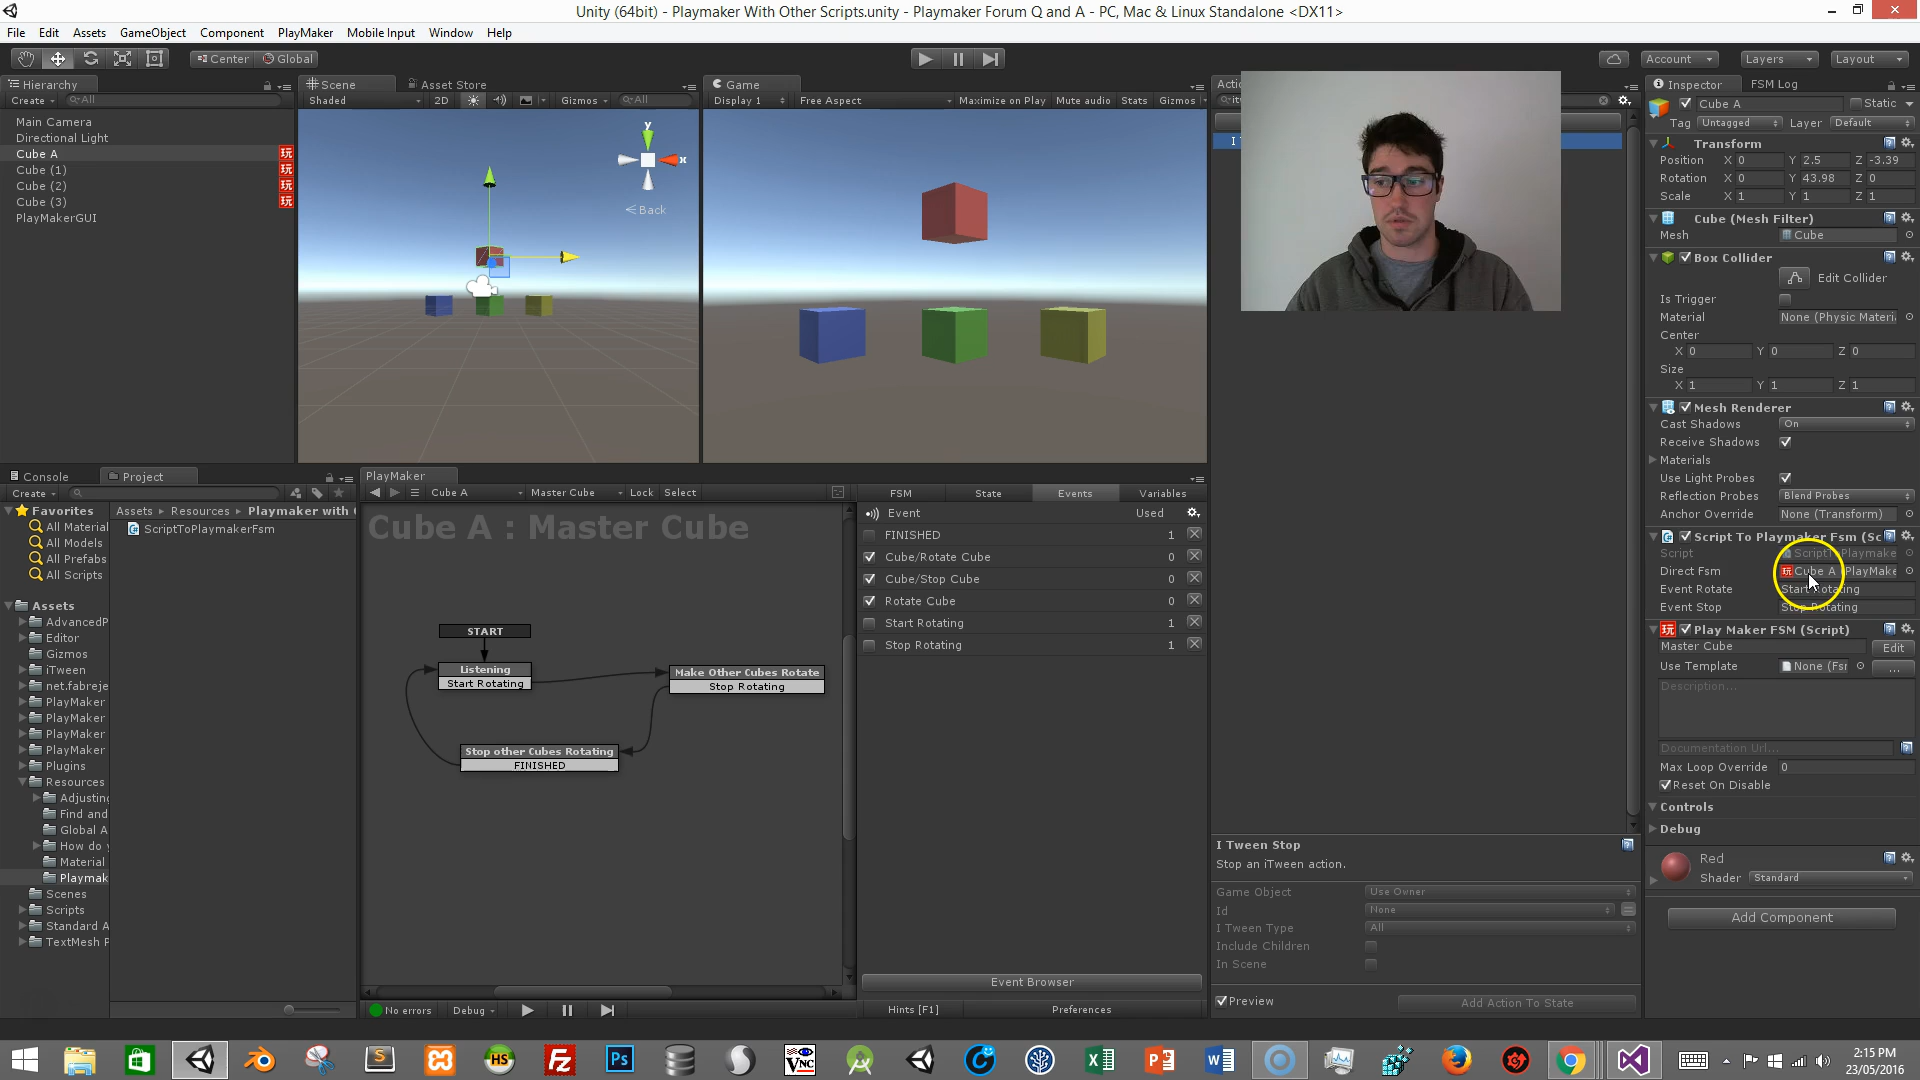 Unity (64bit) - Playmaker With Other Scripts.unity - Playmaker Forum Q and A - PC, Mac & Linux Standalone <DX11>
File Edit Assets GameObject Component PlayMaker Mobile Input Window Help
Center Global
Account Layers Layout
Hierarchy
Create All
Main Camera
Directional Light
Cube A
Cube (1)
Cube (2)
Cube (3)
PlayMakerGUI
Scene Asset Store
Shaded 2D Gizmos All
y
x
Back
Game
Display 1 Free Aspect Maximize on Play Mute audio Stats Gizmos
Inspector FSM Log
Cube A Static
Tag Untagged Layer Default
Transform
Position X 0 Y 2.5 Z -3.39
Rotation X 0 Y 43.98 Z 0
Scale X 1 Y 1 Z 1
Cube (Mesh Filter)
Mesh Cube
Box Collider
Edit Collider
Is Trigger
Material None (Physic Materi
Center
X 0 Y 0 Z 0
Size
X 1 Y 1 Z 1
Mesh Renderer
Cast Shadows On
Receive Shadows
Materials
Use Light Probes
Reflection Probes Blend Probes
Anchor Override None (Transform)
Script To Playmaker Fsm (Sc
Script ScriptToPlaymake
Direct Fsm Cube A (PlayMake
Event Rotate Start Rotating
Event Stop Stop Rotating
Play Maker FSM (Script)
Master Cube Edit
Use Template None (Fsr ...
Description...
Documentation Url...
Max Loop Override 0
Reset On Disable
Controls
Debug
Red
Shader Standard
Add Component
Console Project
Create
Favorites
All Material
All Models
All Prefabs
All Scripts
Assets
AdvancedP
Editor
Gizmos
iTween
net.fabreje
PlayMaker
PlayMaker
PlayMaker
PlayMaker
Plugins
Resources
Adjusting
Find and
Global A
How do y
Material
Playmak
Scenes
Scripts
Standard A
TextMesh P
Assets Resources Playmaker with
ScriptToPlaymakerFsm
PlayMaker
Cube A Master Cube Lock Select
Cube A : Master Cube
START
Listening
Start Rotating
Make Other Cubes Rotate
Stop Rotating
Stop other Cubes Rotating
FINISHED
No errors Debug
FSM State Events Variables
Event Used
FINISHED 1
Cube/Rotate Cube 0
Cube/Stop Cube 0
Rotate Cube 0
Start Rotating 1
Stop Rotating 1
Event Browser
Hints [F1] Preferences
I Tween Stop
Stop an iTween action.
Game Object Use Owner
Id None
I Tween Type All
Include Children
In Scene
Preview Add Action To State
2:15 PM
23/05/2016